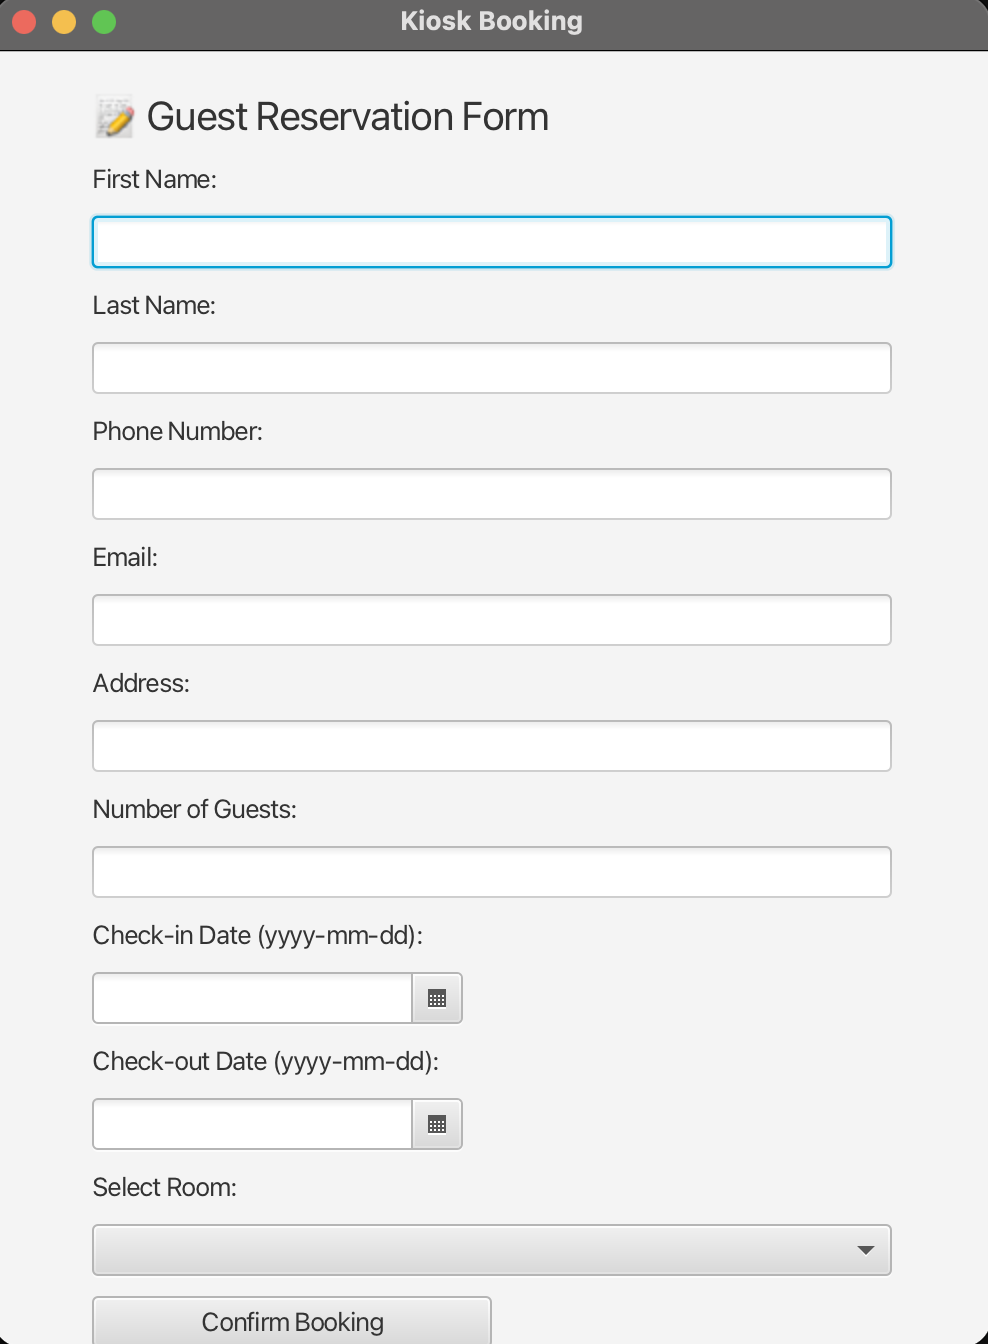 Kiosk Booking
Guest Reservation Form
First Name:
Last Name:
Phone Number:
Email:
Address:
Number of Guests:
Check-in Date (yyyy-mm-dd):
Check-out Date (yyyy-mm-dd):
Select Room:
Confirm Booking